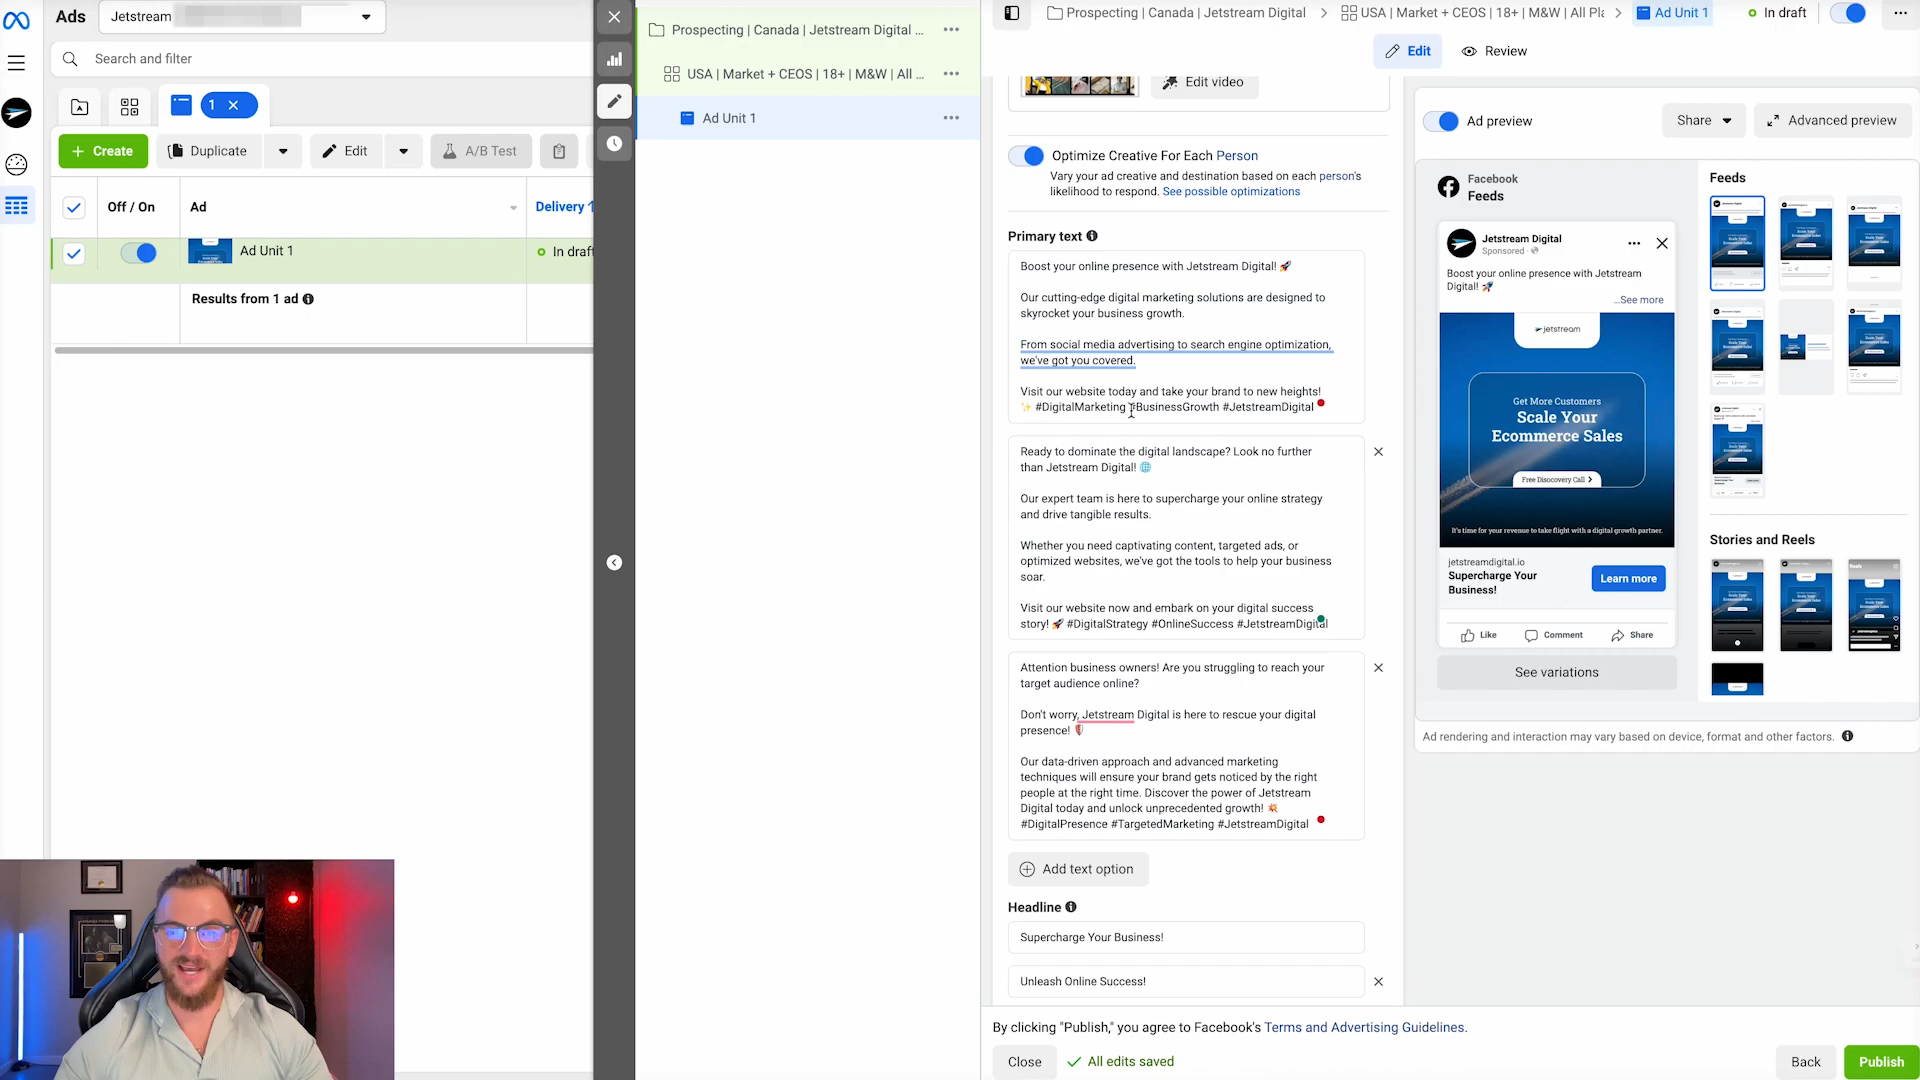 Ads
Jetstream
Search and filter
1
Create
Duplicate
Edit
A/B Test
Off / On
Ad
Delivery
Ad Unit 1
In draft
Results from 1 ad
Prospecting | Canada | Jetstream Digital ...
USA | Market + CEOS | 18+ | M&W | All ...
Ad Unit 1
Prospecting | Canada | Jetstream Digital
USA | Market + CEOS | 18+ | M&W | All Pla
Ad Unit 1
In draft
Edit
Review
Edit video
Optimize Creative For Each Person
Vary your ad creative and destination based on each person's
likelihood to respond. See possible optimizations
Primary text
Boost your online presence with Jetstream Digital! 🚀
Our cutting-edge digital marketing solutions are designed to
skyrocket your business growth.
From social media advertising to search engine optimization,
we've got you covered.
Visit our website today and take your brand to new heights!
✨ #DigitalMarketing #BusinessGrowth #JetstreamDigital
Ready to dominate the digital landscape? Look no further
than Jetstream Digital! 🌐
Our expert team is here to supercharge your online strategy
and drive tangible results.
Whether you need captivating content, targeted ads, or
optimized websites, we've got the tools to help your business
soar.
Visit our website now and embark on your digital success
story! 🚀 #DigitalStrategy #OnlineSuccess #JetstreamDigital
Attention business owners! Are you struggling to reach your
target audience online?
Don't worry, Jetstream Digital is here to rescue your digital
presence! 🛡️
Our data-driven approach and advanced marketing
techniques will ensure your brand gets noticed by the right
people at the right time. Discover the power of Jetstream
Digital today and unlock unprecedented growth! 💥
#DigitalPresence #TargetedMarketing #JetstreamDigital
Add text option
Headline
Supercharge Your Business!
Unleash Online Success!
By clicking "Publish," you agree to Facebook's Terms and Advertising Guidelines.
Close
All edits saved
Back
Publish
Ad preview
Share
Advanced preview
Facebook
Feeds
Jetstream Digital
Sponsored ·
Boost your online presence with Jetstream
Digital! 🚀
...See more
jetstream
Get More Customers
Scale Your
Ecommerce Sales
Free Disocovery Call >
It's time for your revenue to take flight with a digital growth partner.
jetstreamdigital.io
Supercharge Your
Business!
Learn more
Like
Comment
Share
See variations
Feeds
Stories and Reels
Ad rendering and interaction may vary based on device, format and other factors.